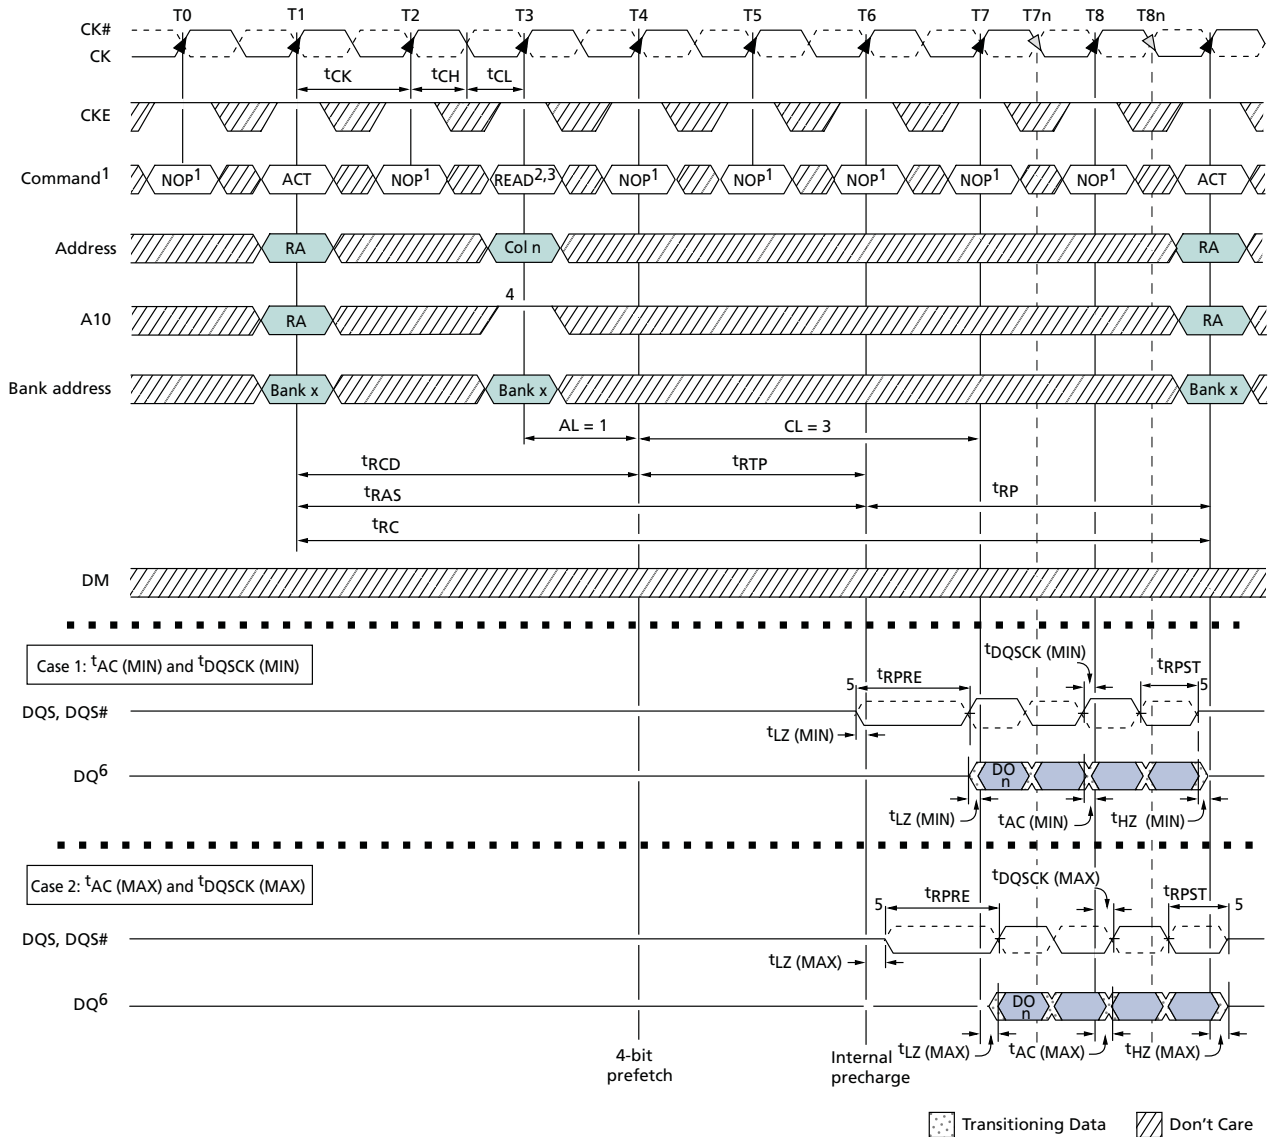 T0 T1 T2 T3 T4 T5 T6 T7 T7n T8 T8n
CK#
CK
tCK tCH tCL
CKE
Command1 NOP1 ACT NOP1 READ2,3 NOP1 NOP1 NOP1 NOP1 NOP1 ACT
Address RA Col n RA
4
A10 RA RA
Bank address Bank x Bank x Bank x
AL = 1 CL = 3
tRCD tRTP
tRAS tRP
tRC
DM
Case 1: tAC (MIN) and tDQSCK (MIN)
tDQSCK (MIN)
5 tRPRE tRPST 5
DQS, DQS#
tLZ (MIN)
DQ6 DO
n
tLZ (MIN) tAC (MIN) tHZ (MIN)
Case 2: tAC (MAX) and tDQSCK (MAX)
tDQSCK (MAX)
5 tRPRE tRPST 5
DQS, DQS#
tLZ (MAX)
DQ6 DO
n
tLZ (MAX) tAC (MAX) tHZ (MAX)
4-bit
prefetch
Internal
precharge
Transitioning Data Don't Care